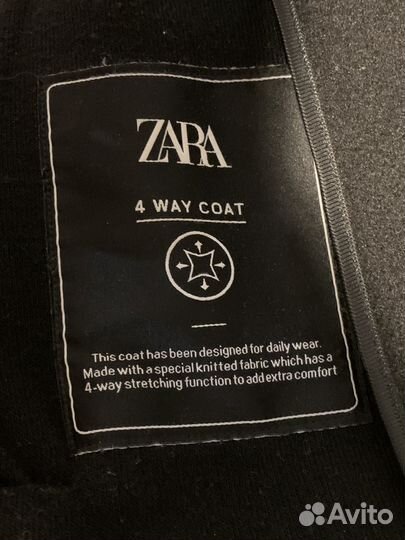 ZARA
4 WAY COAT
This coat has been designed for daily wear.
Made with a special knitted fabric which has a
4-way stretching function to add extra comfort
Avito